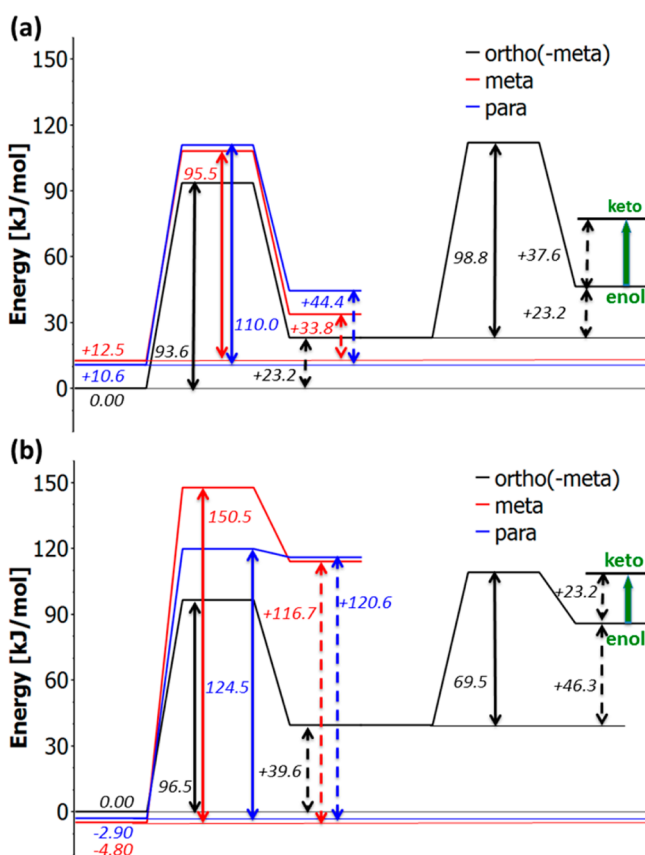 (a)
150
120
90
60
30
0
Energy [kJ/mol]
ortho(-meta)
meta
para
95.5
keto
+37.6
98.8
enol
+44.4
+33.8
110.0
+23.2
+12.5
93.6
+10.6
+23.2
0.00
(b)
150
120
90
60
30
0
Energy [kJ/mol]
ortho(-meta)
meta
para
150.5
keto
+23.2
enol
+116.7
+120.6
124.5
69.5
+46.3
+39.6
96.5
0.00
-2.90
-4.80